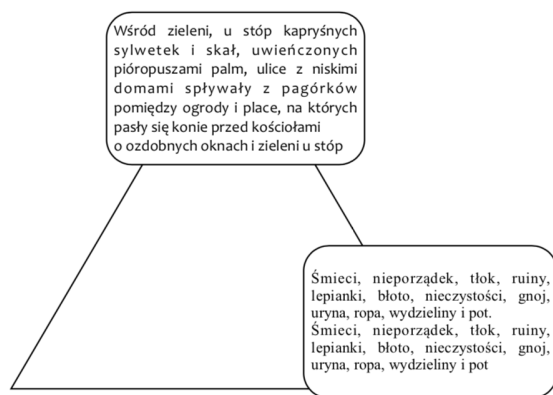 Wśród zieleni, u stóp kapryśnych
sylwetek i skał, uwieńczonych
pióropuszami palm, ulice z niskimi
domami spływały z pagórków
pomiędzy ogrody i place, na których
pasły się konie przed kościołami
o ozdobnych oknach i zieleni u stóp
Śmieci, nieporządek, tłok, ruiny,
lepianki, błoto, nieczystości, gnoj,
uryna, ropa, wydzieliny i pot.
Śmieci, nieporządek, tłok, ruiny,
lepianki, błoto, nieczystości, gnoj,
uryna, ropa, wydzieliny i pot